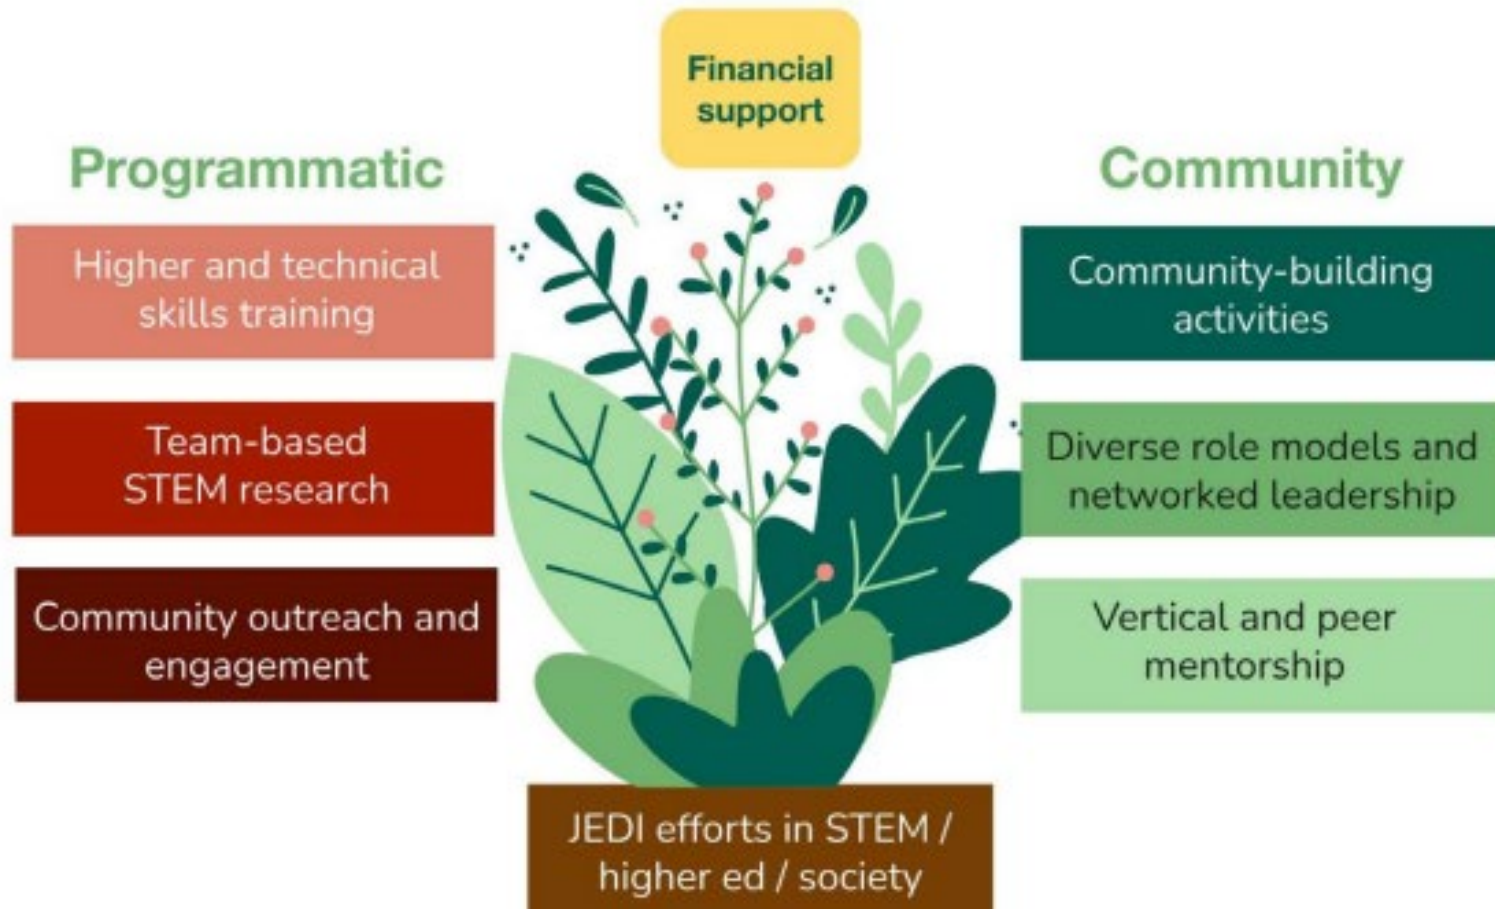 Financial
support
Programmatic
Higher and technical
skills training
Team-based
STEM research
Community outreach and
engagement
Community
Community-building
activities
Diverse role models and
networked leadership
Vertical and peer
mentorship
JEDI efforts in STEM /
higher ed / society